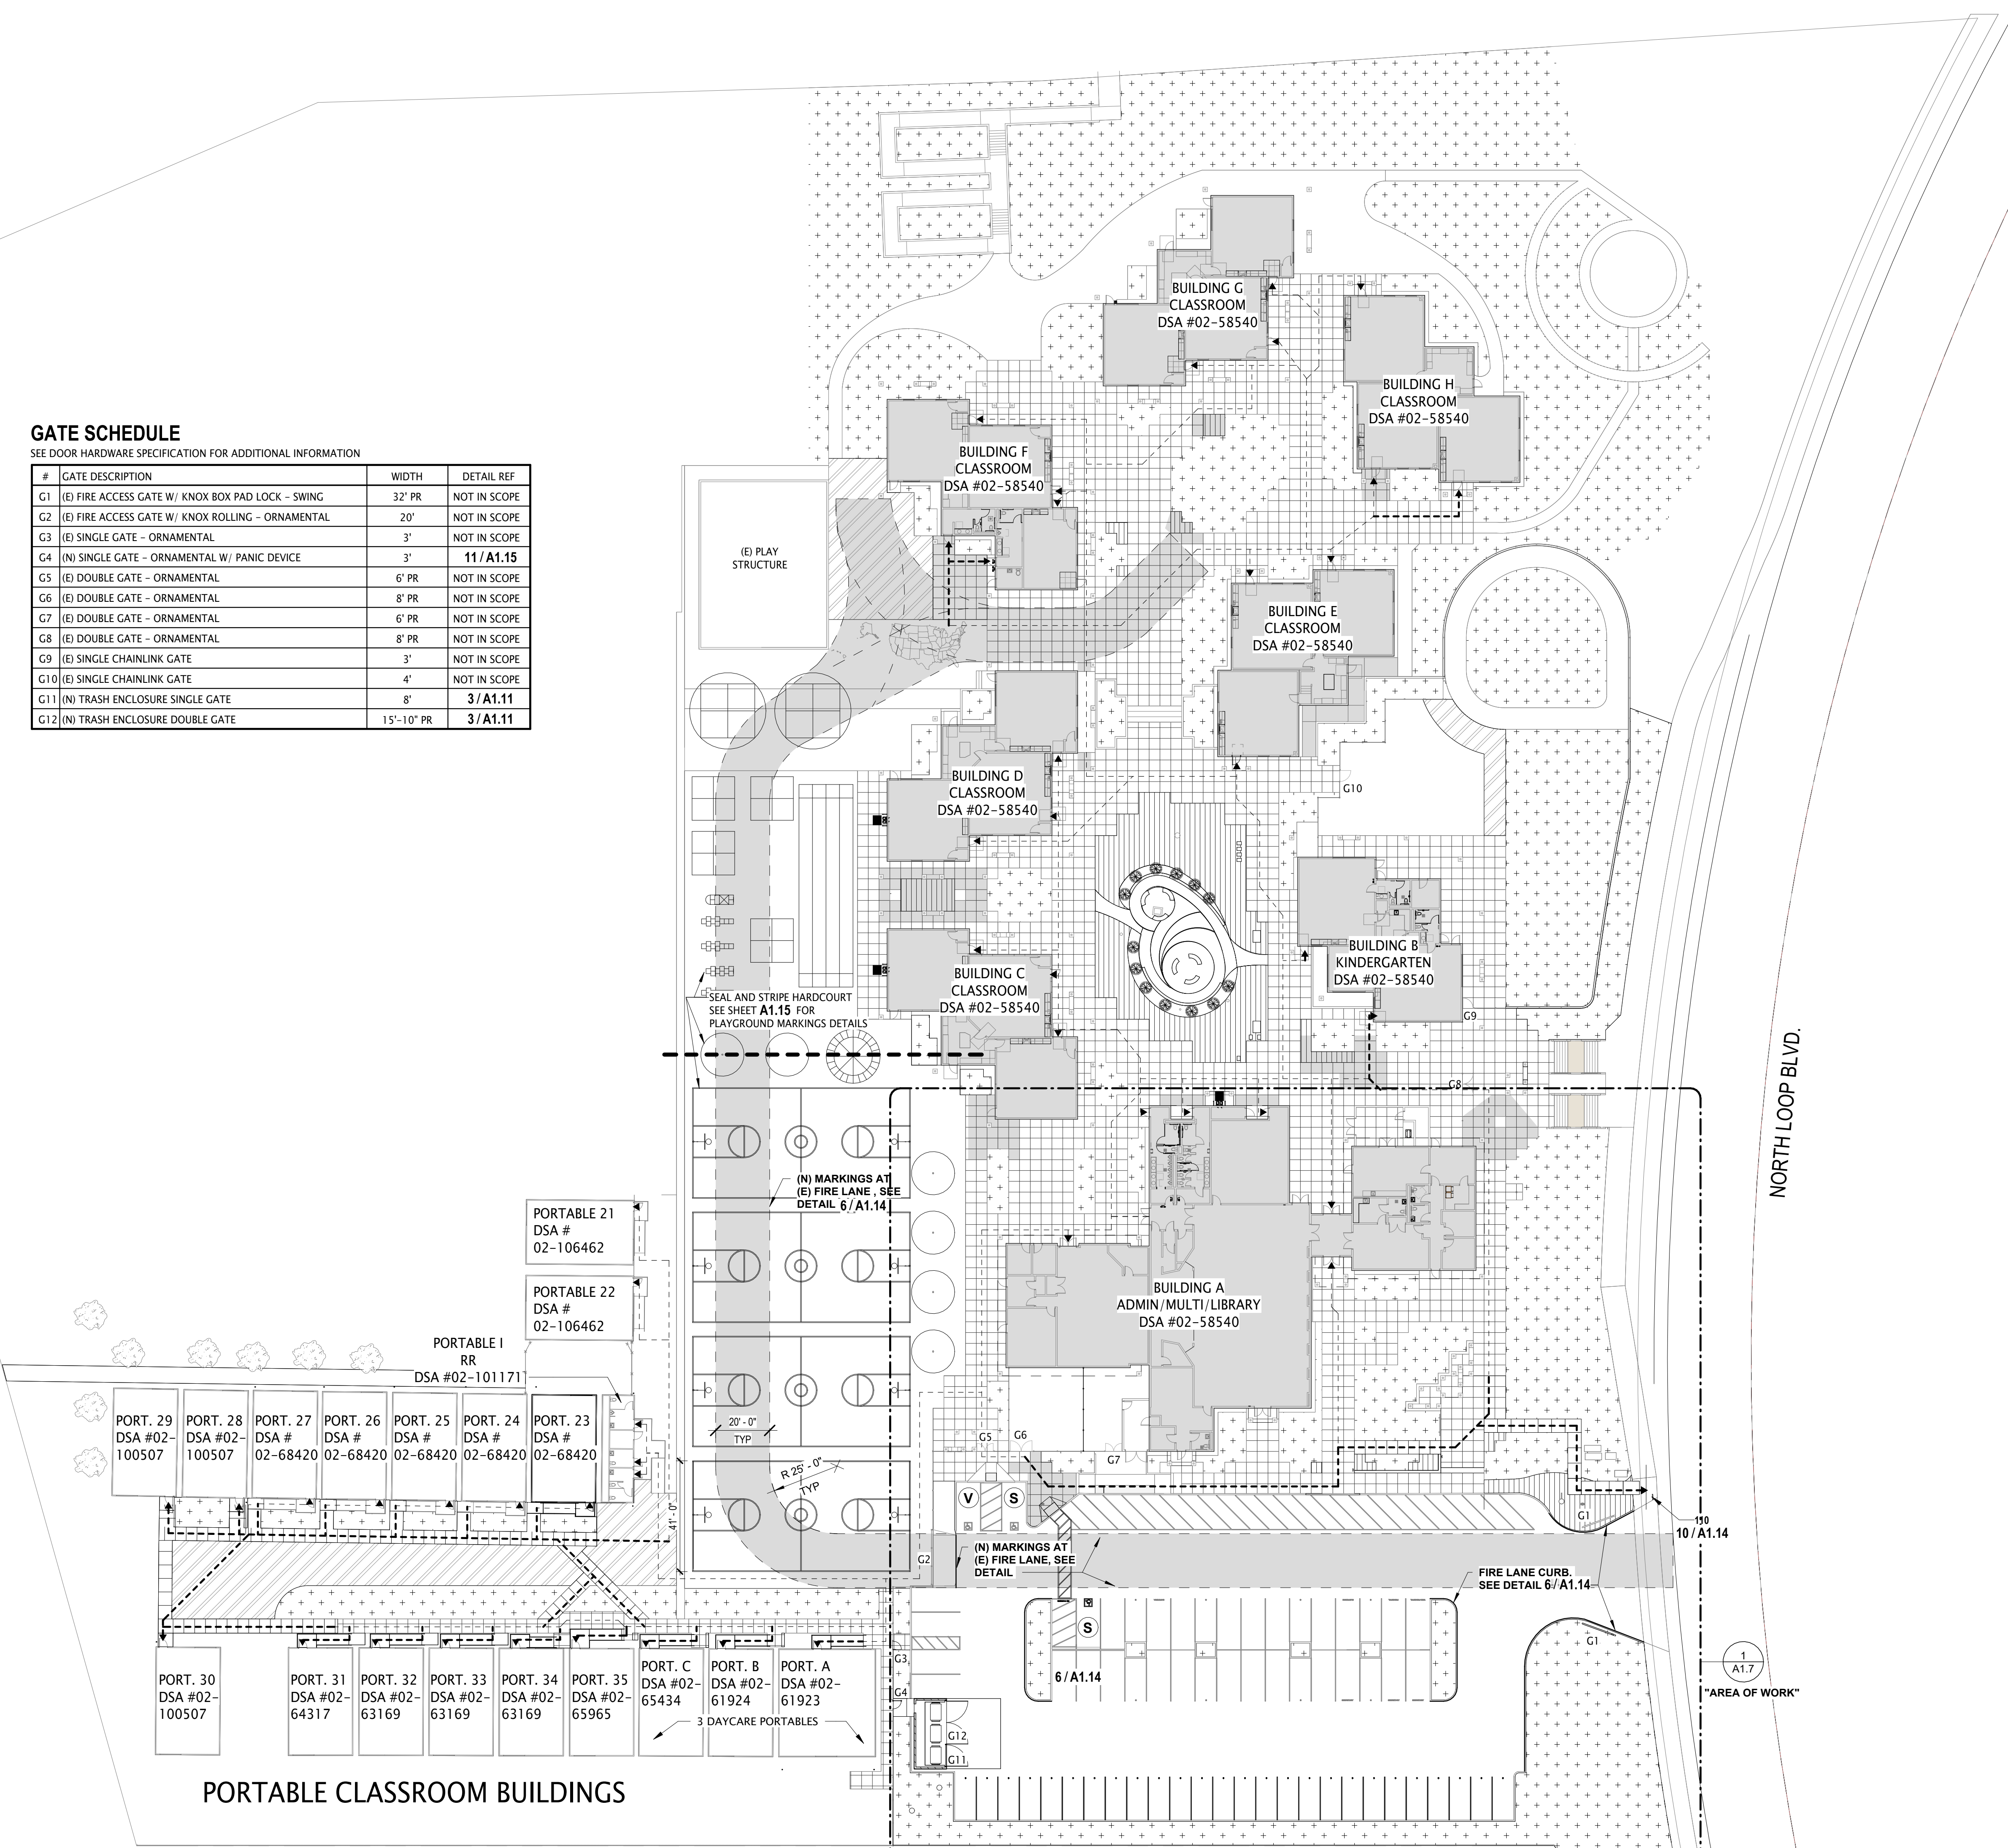 BUILDING G
CLASSROOM
DSA #02-58540
BUILDING H
CLASSROOM
DSA #02-58540
BUILDING F
CLASSROOM
DSA #02-58540
GATE SCHEDULE
SEE DOOR HARDWARE SPECIFICATION FOR ADDITIONAL INFORMATION
# GATE DESCRIPTION WIDTH DETAIL REF
G1 (E) FIRE ACCESS GATE W/ KNOX BOX PAD LOCK - SWING 32' PR NOT IN SCOPE
G2 (E) FIRE ACCESS GATE W/ KNOX ROLLING - ORNAMENTAL 20' NOT IN SCOPE
G3 (E) SINGLE GATE - ORNAMENTAL 3' NOT IN SCOPE
G4 (N) SINGLE GATE - ORNAMENTAL W/ PANIC DEVICE 3' 11 / A1.15
G5 (E) DOUBLE GATE - ORNAMENTAL 6' PR NOT IN SCOPE
G6 (E) DOUBLE GATE - ORNAMENTAL 8' PR NOT IN SCOPE
G7 (E) DOUBLE GATE - ORNAMENTAL 6' PR NOT IN SCOPE
G8 (E) DOUBLE GATE - ORNAMENTAL 8' PR NOT IN SCOPE
G9 (E) SINGLE CHAINLINK GATE 3' NOT IN SCOPE
G10 (E) SINGLE CHAINLINK GATE 4' NOT IN SCOPE
G11 (N) TRASH ENCLOSURE SINGLE GATE 8' 3 / A1.11
G12 (N) TRASH ENCLOSURE DOUBLE GATE 15'-10" PR 3 / A1.11
(E) PLAY
STRUCTURE
BUILDING E
CLASSROOM
DSA #02-58540
BUILDING D
CLASSROOM
DSA #02-58540
G10
BUILDING B
KINDERGARTEN
DSA #02-58540
G9
BUILDING C
CLASSROOM
DSA #02-58540
SEAL AND STRIPE HARDCOURT
SEE SHEET A1.15 FOR
PLAYGROUND MARKINGS DETAILS
G8
NORTH LOOP BLVD.
(N) MARKINGS AT
(E) FIRE LANE , SEE
DETAIL 6 / A1.14
PORTABLE 21
DSA #
02-106462
PORTABLE 22
DSA #
02-106462
BUILDING A
ADMIN/MULTI/LIBRARY
DSA #02-58540
PORTABLE I
RR
DSA #02-101171
PORT. 29
DSA #02-
100507
PORT. 28
DSA #02-
100507
PORT. 27
DSA #
02-68420
PORT. 26
DSA #
02-68420
PORT. 25
DSA #
02-68420
PORT. 24
DSA #
02-68420
PORT. 23
DSA #
02-68420
20' - 0"
TYP
R 25' - 0"
TYP
41' - 0"
G5
G6
G7
V
S
G1
10 / A1.14
G2
(N) MARKINGS AT
(E) FIRE LANE, SEE
DETAIL
FIRE LANE CURB.
SEE DETAIL 6 / A1.14
S
6 / A1.14
G1
1
A1.7
"AREA OF WORK"
G3
G4
PORT. 30
DSA #02-
100507
PORT. 31
DSA #02-
64317
PORT. 32
DSA #02-
63169
PORT. 33
DSA #02-
63169
PORT. 34
DSA #02-
63169
PORT. 35
DSA #02-
65965
PORT. C
DSA #02-
65434
PORT. B
DSA #02-
61924
PORT. A
DSA #02-
61923
3 DAYCARE PORTABLES
G12
G11
PORTABLE CLASSROOM BUILDINGS